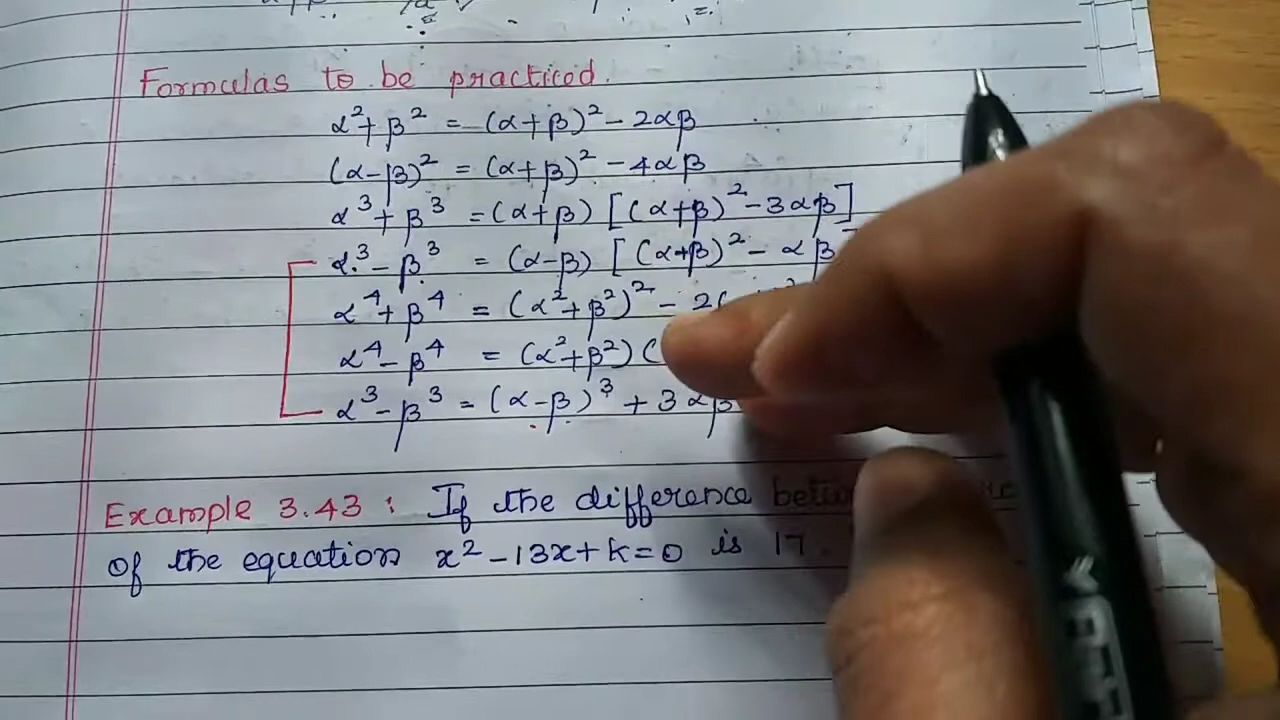 Formulas to be practiced.
α²+ β² = (α+β)² - 2αβ
(α-β)² = (α+β)² - 4αβ
α³ + β³ = (α+β) [(α+β)² - 3αβ]
α³ - β³ = (α-β) [(α+β)² - αβ
α⁴ + β⁴ = (α²+β²)² - 2(
α⁴ - β⁴ = (α²+β²) (
α³ - β³ = (α-β)³ + 3αβ
Example 3.43 : If the difference
of the equation x² - 13x + k = 0 is 17